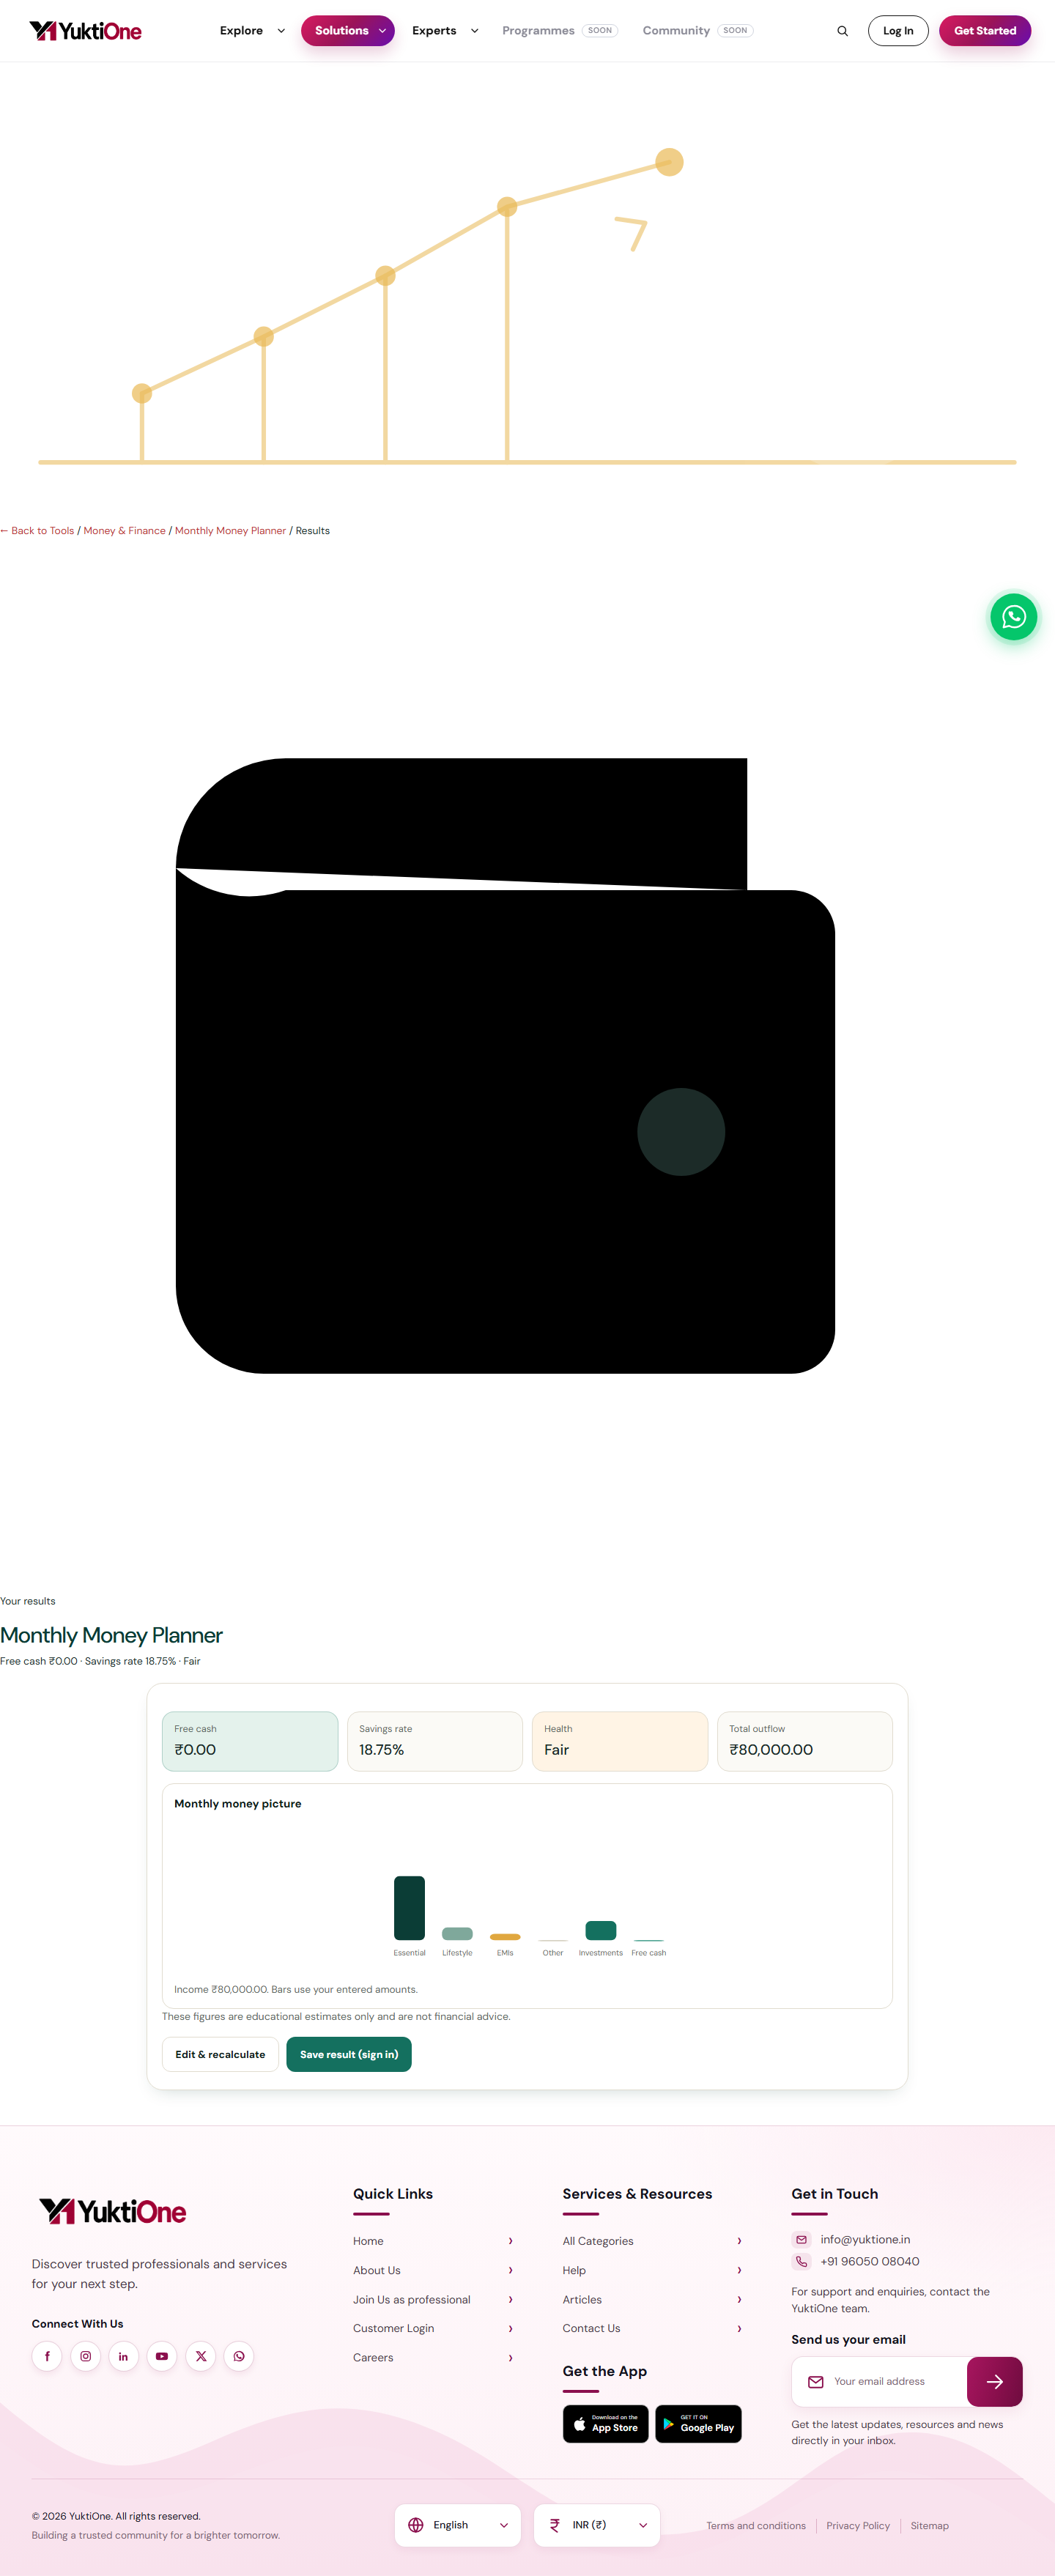 YuktiOne
Explore
Solutions
Experts
Programmes SOON
Community SOON
Log In
Get Started
← Back to Tools / Money & Finance / Monthly Money Planner / Results
Your results
Monthly Money Planner
Free cash ₹0.00 · Savings rate 18.75% · Fair
Free cash
₹0.00
Savings rate
18.75%
Health
Fair
Total outflow
₹80,000.00
Monthly money picture
Essential
Lifestyle
EMIs
Other
Investments
Free cash
Income ₹80,000.00. Bars use your entered amounts.
These figures are educational estimates only and are not financial advice.
Edit & recalculate
Save result (sign in)
YuktiOne
Discover trusted professionals and services
for your next step.
Connect With Us
Quick Links
Home
About Us
Join Us as professional
Customer Login
Careers
Services & Resources
All Categories
Help
Articles
Contact Us
Get the App
Download on the
App Store
GET IT ON
Google Play
Get in Touch
info@yuktione.in
+91 96050 08040
For support and enquiries, contact the
YuktiOne team.
Send us your email
Your email address
Get the latest updates, resources and news
directly in your inbox.
© 2026 YuktiOne. All rights reserved.
Building a trusted community for a brighter tomorrow.
English
INR (₹)
Terms and conditions
Privacy Policy
Sitemap